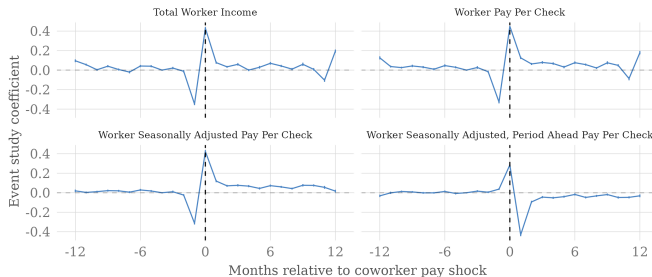 Total Worker Income
Worker Pay Per Check
0.4
0.2
0.0
-0.2
-0.4
Worker Seasonally Adjusted Pay Per Check
Worker Seasonally Adjusted, Period Ahead Pay Per Check
0.4
0.2
0.0
-0.2
-0.4
-12 -6 0 6 12
-12 -6 0 6 12
Event study coefficient
Months relative to coworker pay shock